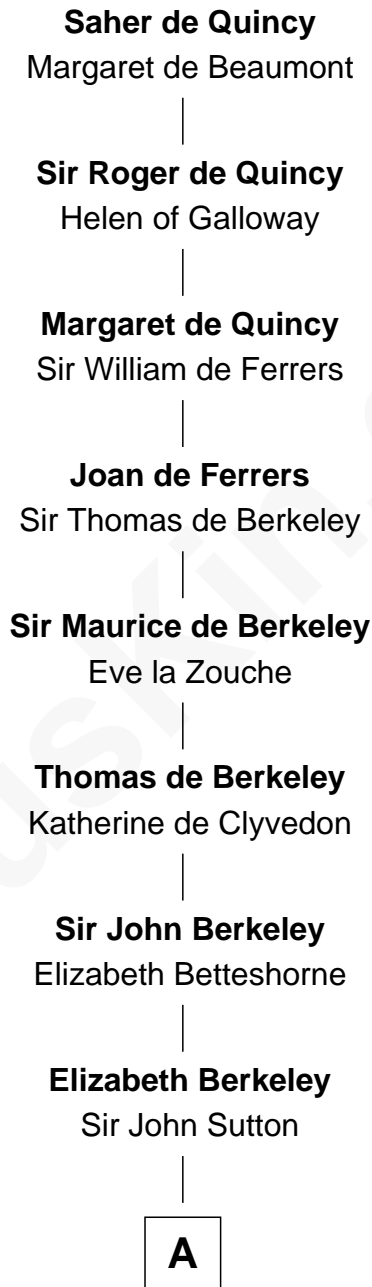 Saher de Quincy
Margaret de Beaumont
Sir Roger de Quincy
Helen of Galloway
Margaret de Quincy
Sir William de Ferrers
Joan de Ferrers
Sir Thomas de Berkeley
Sir Maurice de Berkeley
Eve la Zouche
Thomas de Berkeley
Katherine de Clyvedon
Sir John Berkeley
Elizabeth Betteshorne
Elizabeth Berkeley
Sir John Sutton
A